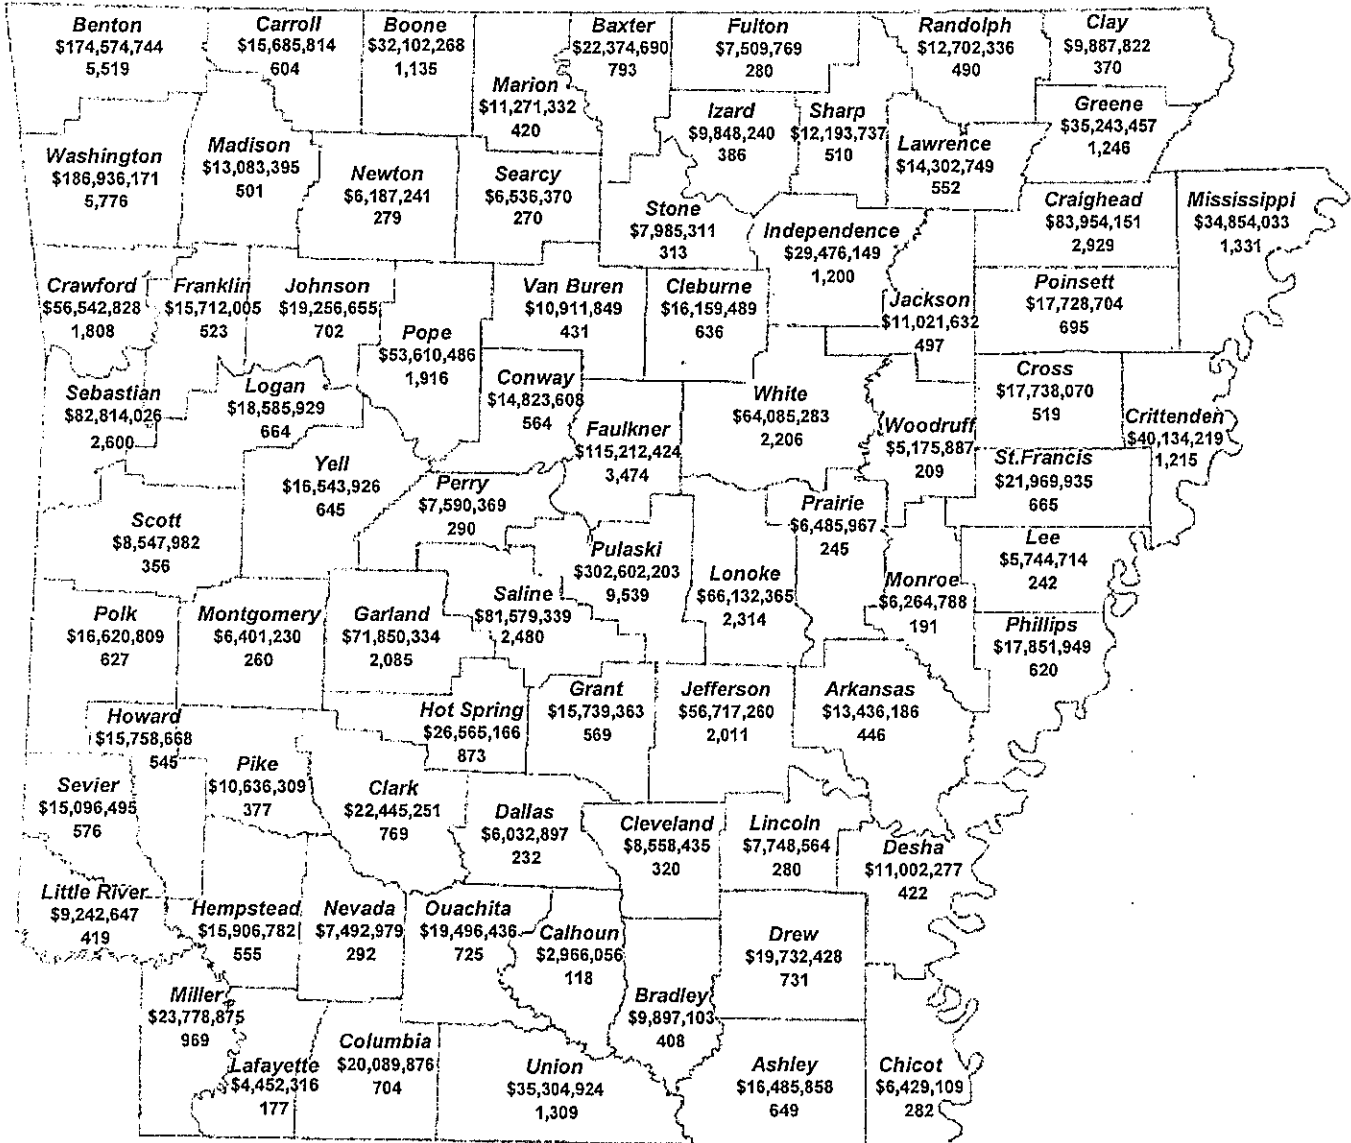 Benton
$174,574,744
5,519
Carroll
$15,685,814
604
Boone
$32,102,268
1,135
Marion
$11,271,332
420
Baxter
$22,374,690
793
Fulton
$7,509,769
280
Randolph
$12,702,336
490
Clay
$9,887,822
370
Washington
$186,936,171
5,776
Madison
$13,083,395
501
Newton
$6,187,241
279
Searcy
$6,536,370
270
Stone
$7,985,311
313
Izard
$9,848,240
386
Sharp
$12,193,737
510
Lawrence
$14,302,749
552
Greene
$35,243,457
1,246
Independence
$29,476,149
1,200
Craighead
$83,954,151
2,929
Mississippi
$34,854,033
1,331
Crawford
$56,542,828
1,808
Franklin
$15,712,005
523
Johnson
$19,256,655
702
Pope
$53,610,486
1,916
Van Buren
$10,911,849
431
Cleburne
$16,159,489
636
Jackson
$11,021,632
497
Poinsett
$17,728,704
695
Sebastian
$82,814,026
2,600
Logan
$18,585,929
664
Conway
$14,823,608
564
Faulkner
$115,212,424
3,474
White
$64,085,283
2,206
Woodruff
$5,175,887
209
Cross
$17,738,070
519
Crittenden
$40,134,219
1,215
St.Francis
$21,969,935
665
Yell
$16,543,926
645
Perry
$7,590,369
290
Scott
$8,547,982
356
Pulaski
$302,602,203
9,539
Lonoke
$66,132,365
2,314
Prairie
$6,485,967
245
Monroe
$6,264,788
191
Lee
$5,744,714
242
Phillips
$17,851,949
620
Polk
$16,620,809
627
Montgomery
$6,401,230
260
Garland
$71,850,334
2,085
Saline
$81,579,339
2,480
Hot Spring
$26,565,166
873
Grant
$15,739,363
569
Jefferson
$56,717,260
2,011
Arkansas
$13,436,186
446
Howard
$15,758,668
545
Sevier
$15,096,495
576
Pike
$10,636,309
377
Clark
$22,445,251
769
Dallas
$6,032,897
232
Cleveland
$8,558,435
320
Lincoln
$7,748,564
280
Desha
$11,002,277
422
Little River
$9,242,647
419
Hempstead
$15,906,782
555
Nevada
$7,492,979
292
Ouachita
$19,496,436
725
Calhoun
$2,966,056
118
Bradley
$9,897,103
408
Drew
$19,732,428
731
Miller
$23,778,875
969
Lafayette
$4,452,316
177
Columbia
$20,089,876
704
Union
$35,304,924
1,309
Ashley
$16,485,858
649
Chicot
$6,429,109
282